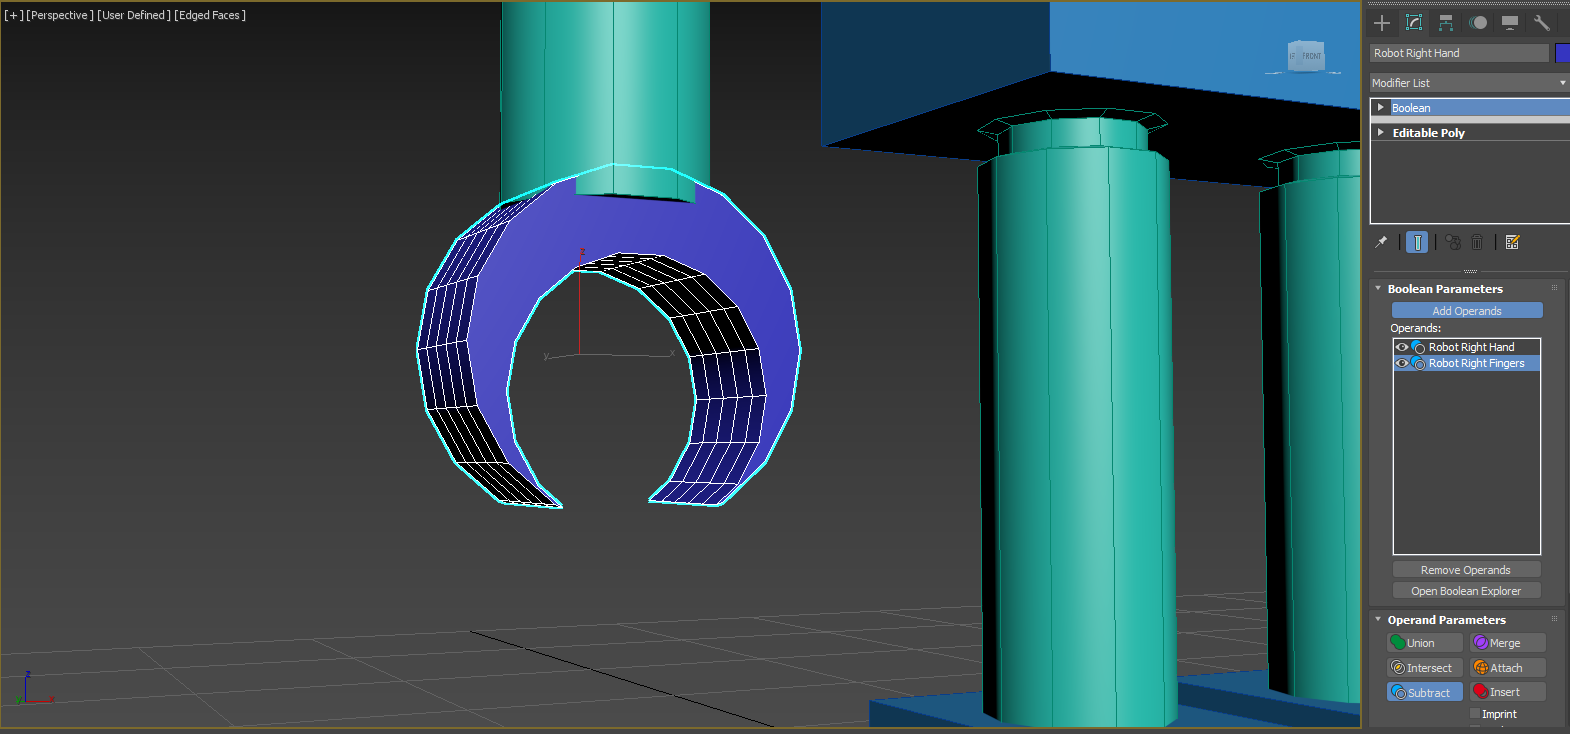 [+] [Perspective ] [User Defined ] [Edged Faces ]
FRONT
z
y
x
z
y
x
Robot Right Hand
Modifier List
Boolean
Editable Poly
Boolean Parameters
Add Operands
Operands:
Robot Right Hand
Robot Right Fingers
Remove Operands
Open Boolean Explorer
Operand Parameters
Union
Merge
Intersect
Attach
Subtract
Insert
Imprint